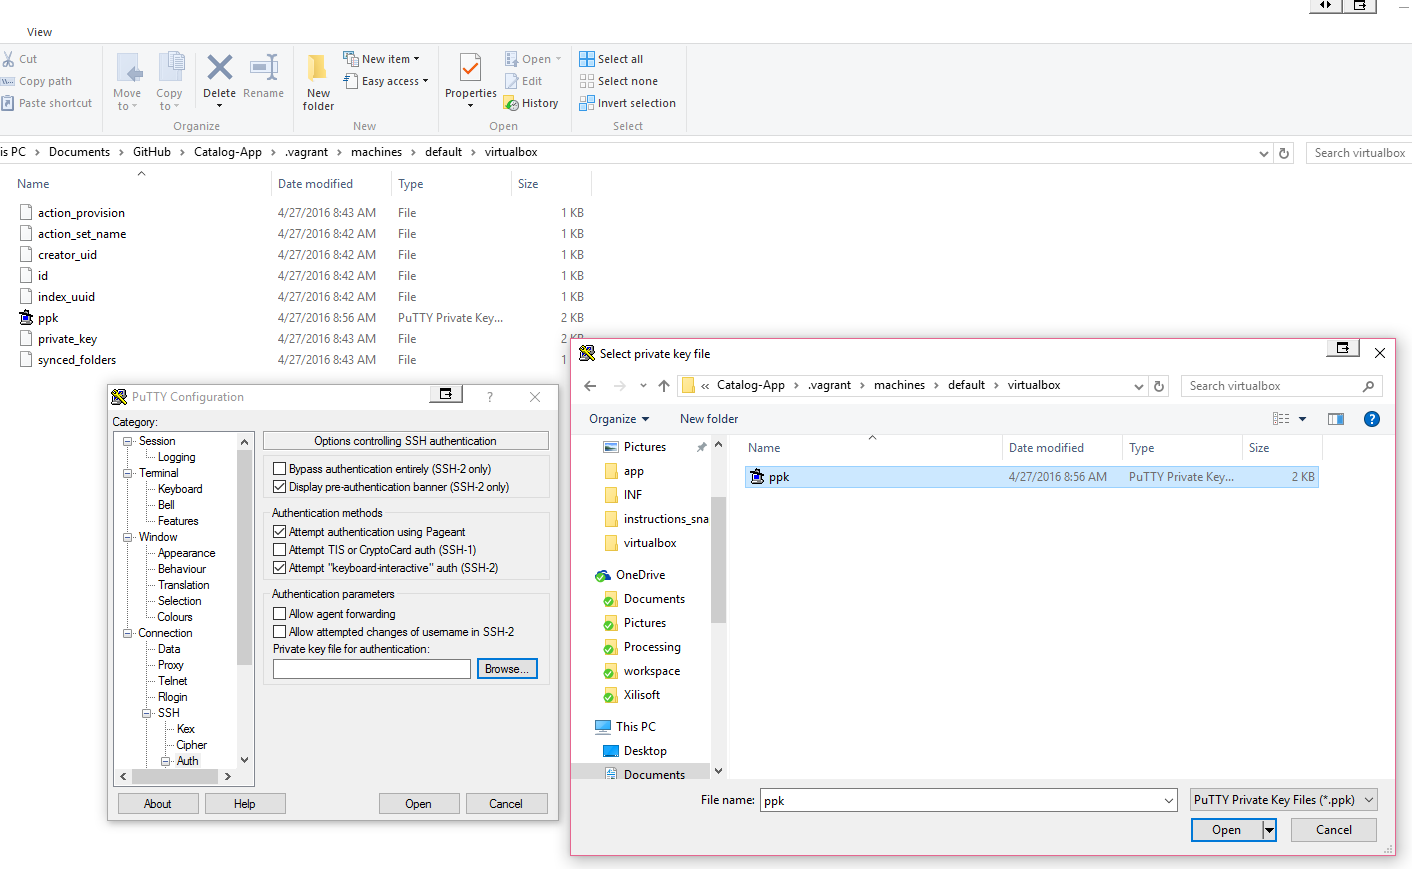 View
Cut
Copy path
Paste shortcut
Move to
Copy to
Delete
Rename
Organize
New folder
New item
Easy access
New
Properties
Open
Edit
History
Open
Select all
Select none
Invert selection
Select
is PC > Documents > GitHub > Catalog-App > .vagrant > machines > default > virtualbox
Search virtualbox
Name Date modified Type Size
action_provision 4/27/2016 8:43 AM File 1 KB
action_set_name 4/27/2016 8:42 AM File 1 KB
creator_uid 4/27/2016 8:42 AM File 1 KB
id 4/27/2016 8:42 AM File 1 KB
index_uuid 4/27/2016 8:42 AM File 1 KB
ppk 4/27/2016 8:56 AM PuTTY Private Key... 2 KB
private_key 4/27/2016 8:43 AM File 2 KB
synced_folders 4/27/2016 8:43 AM File 1
PuTTY Configuration
?
Category:
Session
Logging
Terminal
Keyboard
Bell
Features
Window
Appearance
Behaviour
Translation
Selection
Colours
Connection
Data
Proxy
Telnet
Rlogin
SSH
Kex
Cipher
Auth
Options controlling SSH authentication
Bypass authentication entirely (SSH-2 only)
Display pre-authentication banner (SSH-2 only)
Authentication methods
Attempt authentication using Pageant
Attempt TIS or CryptoCard auth (SSH-1)
Attempt "keyboard-interactive" auth (SSH-2)
Authentication parameters
Allow agent forwarding
Allow attempted changes of username in SSH-2
Private key file for authentication:
Browse...
About Help Open Cancel
Select private key file
« Catalog-App > .vagrant > machines > default > virtualbox
Search virtualbox
Organize New folder
?
Pictures
app
INF
instructions_sna
virtualbox
OneDrive
Documents
Pictures
Processing
workspace
Xilisoft
This PC
Desktop
Documents
Name Date modified Type Size
ppk 4/27/2016 8:56 AM PuTTY Private Key... 2 KB
File name: ppk PuTTY Private Key Files (*.ppk)
Open Cancel